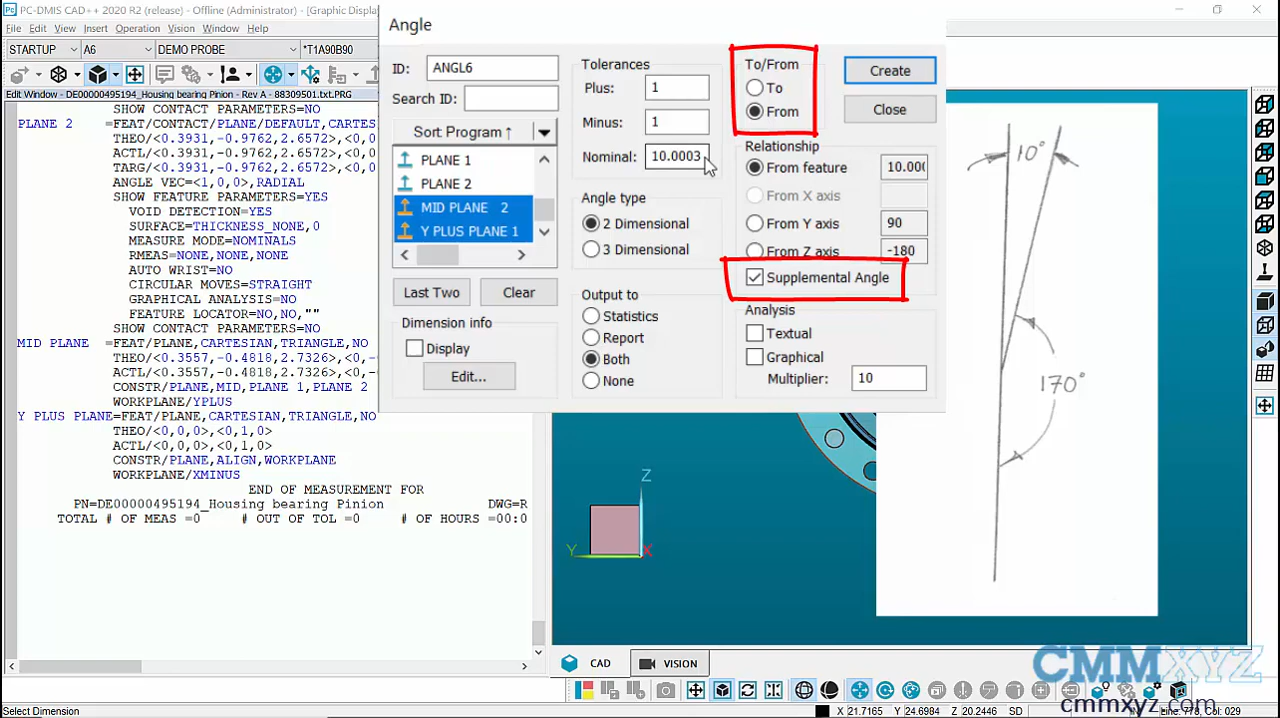 PC-DMIS CAD++ 2020 R2 (release) - Offline (Administrator) - [Graphic Displa
File Edit View Insert Operation Vision Window Help
STARTUP A6 DEMO PROBE *T1A90B90
Edit Window - DE00000495194_Housing bearing Pinion - Rev A - 88309501.txt.PRG
SHOW CONTACT PARAMETERS=NO
PLANE 2 =FEAT/CONTACT/PLANE/DEFAULT,CARTES
THEO/<0.3931,-0.9762,2.6572>,<0,
ACTL/<0.3931,-0.9762,2.6572>,<0,
TARG/<0.3931,-0.9762,2.6572>,<0,
ANGLE VEC=<1,0,0>,RADIAL
SHOW FEATURE PARAMETERS=YES
VOID DETECTION=YES
SURFACE=THICKNESS_NONE,0
MEASURE MODE=NOMINALS
RMEAS=NONE,NONE,NONE
AUTO WRIST=NO
CIRCULAR MOVES=STRAIGHT
GRAPHICAL ANALYSIS=NO
FEATURE LOCATOR=NO,NO,""
SHOW CONTACT PARAMETERS=NO
MID PLANE =FEAT/PLANE,CARTESIAN,TRIANGLE,NO
THEO/<0.3557,-0.4818,2.7326>,<0,-
ACTL/<0.3557,-0.4818,2.7326>,<0,-
CONSTR/PLANE,MID,PLANE 1,PLANE 2
WORKPLANE/YPLUS
Y PLUS PLANE=FEAT/PLANE,CARTESIAN,TRIANGLE,NO
THEO/<0,0,0>,<0,1,0>
ACTL/<0,0,0>,<0,1,0>
CONSTR/PLANE,ALIGN,WORKPLANE
WORKPLANE/XMINUS
END OF MEASUREMENT FOR
PN=DE00000495194_Housing bearing Pinion DWG=R
TOTAL # OF MEAS =0 # OUT OF TOL =0 # OF HOURS =00:0
Angle
ID: ANGL6
Search ID:
Sort Program ↑
PLANE 1
PLANE 2
MID PLANE 2
Y PLUS PLANE 1
Last Two Clear
Dimension info
Display
Edit...
Tolerances
Plus: 1
Minus: 1
Nominal: 10.0003
Angle type
2 Dimensional
3 Dimensional
Output to
Statistics
Report
Both
None
To/From
To
From
Create
Close
Relationship
From feature 10.000
From X axis
From Y axis 90
From Z axis -180
Supplemental Angle
Analysis
Textual
Graphical
Multiplier: 10
10°
170°
Z
Y
X
CAD VISION
CMMXYZ
cmmxyz.com
Select Dimension
X 21.7165 Y 24.6984 Z 20.2446 SD IN Line: 778, Col: 029